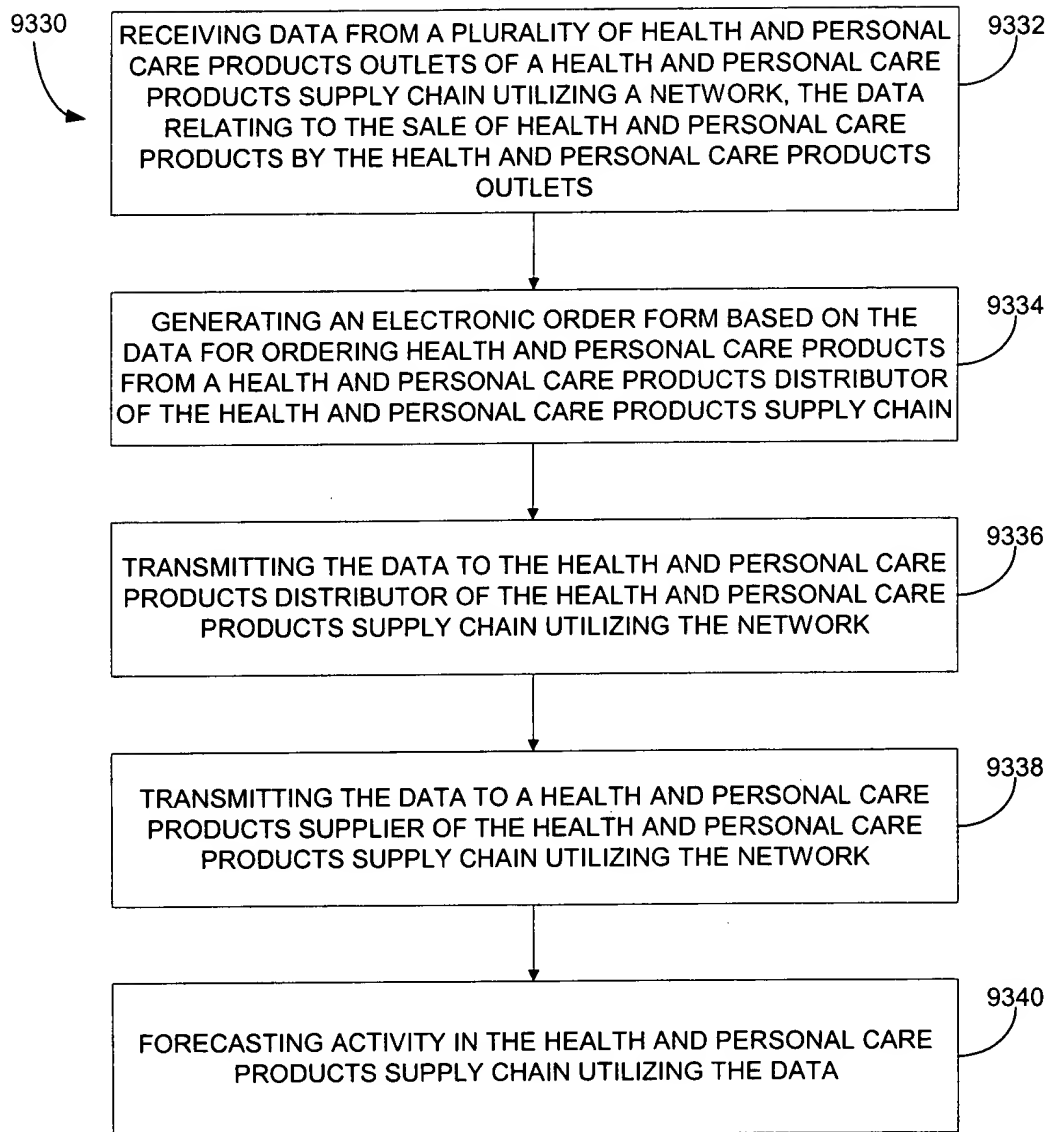 9330
9332
RECEIVING DATA FROM A PLURALITY OF HEALTH AND PERSONAL
CARE PRODUCTS OUTLETS OF A HEALTH AND PERSONAL CARE
PRODUCTS SUPPLY CHAIN UTILIZING A NETWORK, THE DATA
RELATING TO THE SALE OF HEALTH AND PERSONAL CARE
PRODUCTS BY THE HEALTH AND PERSONAL CARE PRODUCTS
OUTLETS
9334
GENERATING AN ELECTRONIC ORDER FORM BASED ON THE
DATA FOR ORDERING HEALTH AND PERSONAL CARE PRODUCTS
FROM A HEALTH AND PERSONAL CARE PRODUCTS DISTRIBUTOR
OF THE HEALTH AND PERSONAL CARE PRODUCTS SUPPLY CHAIN
9336
TRANSMITTING THE DATA TO THE HEALTH AND PERSONAL CARE
PRODUCTS DISTRIBUTOR OF THE HEALTH AND PERSONAL CARE
PRODUCTS SUPPLY CHAIN UTILIZING THE NETWORK
9338
TRANSMITTING THE DATA TO A HEALTH AND PERSONAL CARE
PRODUCTS SUPPLIER OF THE HEALTH AND PERSONAL CARE
PRODUCTS SUPPLY CHAIN UTILIZING THE NETWORK
9340
FORECASTING ACTIVITY IN THE HEALTH AND PERSONAL CARE
PRODUCTS SUPPLY CHAIN UTILIZING THE DATA